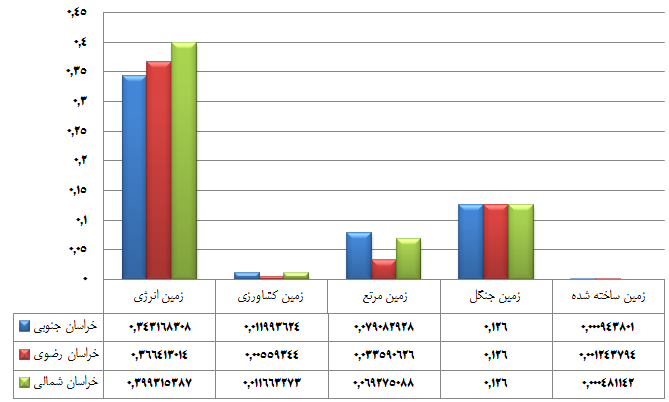 ۰٫۴۵
۰٫۴
۰٫۳۵
۰٫۳
۰٫۲۵
۰٫۲
۰٫۱۵
۰٫۱
۰٫۰۵
۰
زمین انرژی زمین کشاورزی زمین مرتع زمین جنگل زمین ساخته شده
خراسان جنوبی ۰٫۳۴۳۱۶۸۳۰۸ ۰٫۰۱۱۹۹۳۶۲۴ ۰٫۰۷۹۰۸۲۹۲۸ ۰٫۱۲۶ ۰٫۰۰۰۹۴۳۸۰۱
خراسان رضوی ۰٫۳۶۶۴۱۳۰۱۴ ۰٫۰۰۵۵۹۳۴۴ ۰٫۰۳۳۵۹۰۶۲۶ ۰٫۱۲۶ ۰٫۰۰۱۲۴۳۷۹۴
خراسان شمالی ۰٫۳۹۹۳۱۵۳۸۷ ۰٫۰۱۱۶۶۳۲۷۳ ۰٫۰۶۹۲۷۵۰۸۸ ۰٫۱۲۶ ۰٫۰۰۰۴۸۱۱۴۲